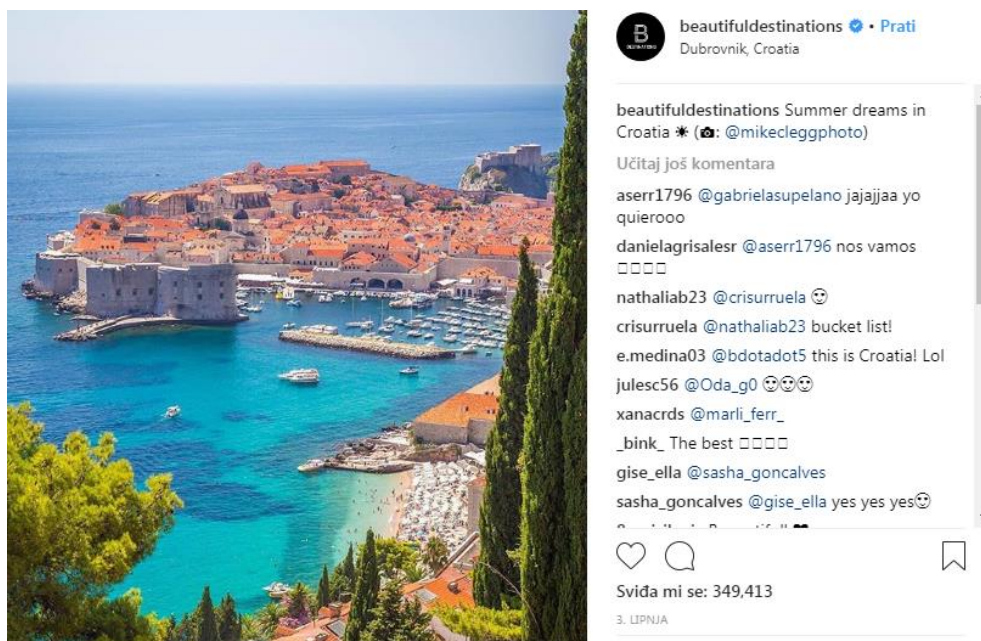 beautifuldestinations • Prati
Dubrovnik, Croatia
B
DESTINATIONS
beautifuldestinations Summer dreams in
Croatia ☀ (📷: @mikecleggphoto)
Učitaj još komentara
aserr1796 @gabrielasupelano jajajjaa yo
quierooo
danielagrisalesr @aserr1796 nos vamos
□□□□
nathaliab23 @crisurruela 😍
crisurruela @nathaliab23 bucket list!
e.medina03 @bdotadot5 this is Croatia! Lol
julesc56 @Oda_g0 😍😍😍
xanacrds @marli_ferr_
_bink_ The best □□□□
gise_ella @sasha_goncalves
sasha_goncalves @gise_ella yes yes yes😍
Sviđa mi se: 349,413
3. LIPNJA